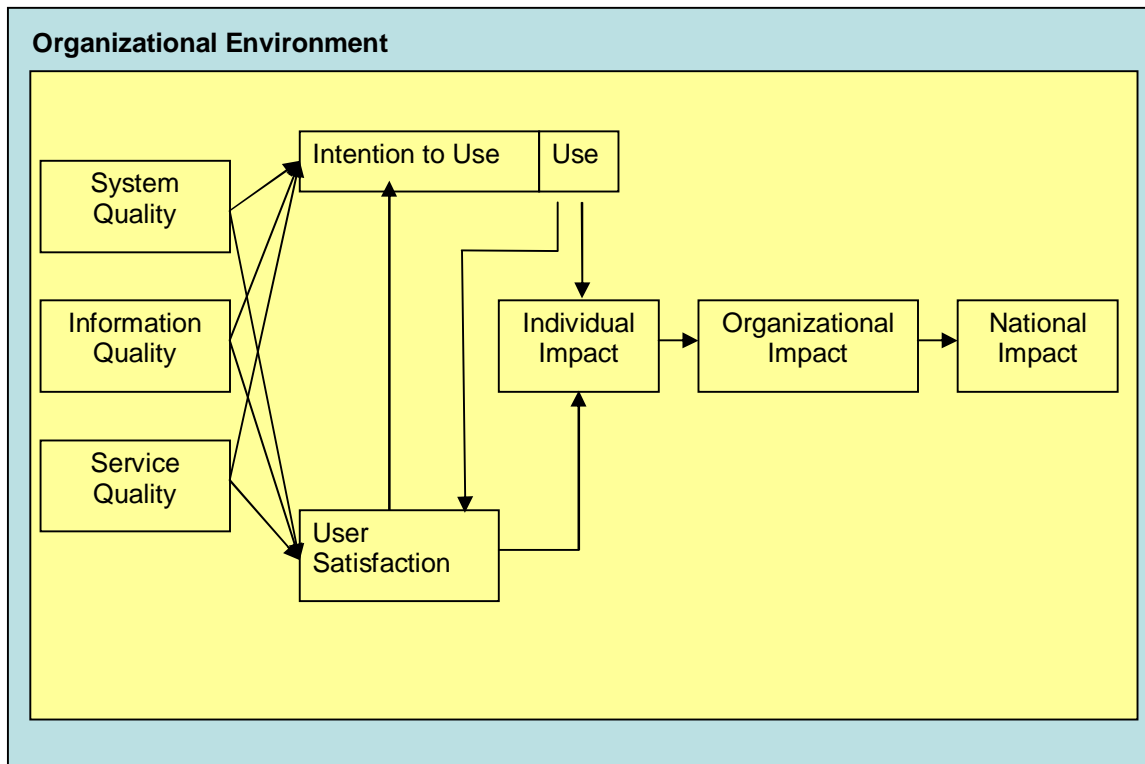 Organizational Environment
Intention to Use
Use
System
Quality
Information
Quality
Service
Quality
Individual
Impact
Organizational
Impact
National
Impact
User
Satisfaction